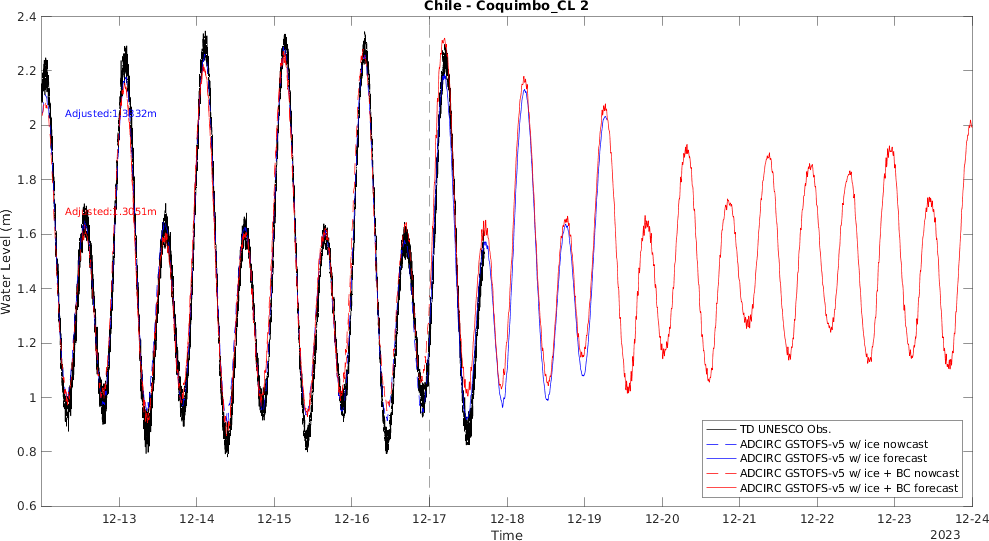 Chile - Coquimbo_CL 2
2.4
2.2
2
1.8
1.6
1.4
1.2
1
0.8
0.6
Water Level (m)
Adjusted:1.3832m
Adjusted:1.3051m
TD UNESCO Obs.
ADCIRC GSTOFS-v5 w/ ice nowcast
ADCIRC GSTOFS-v5 w/ ice forecast
ADCIRC GSTOFS-v5 w/ ice + BC nowcast
ADCIRC GSTOFS-v5 w/ ice + BC forecast
12-13 12-14 12-15 12-16 12-17 12-18 12-19 12-20 12-21 12-22 12-23 12-24
Time
2023